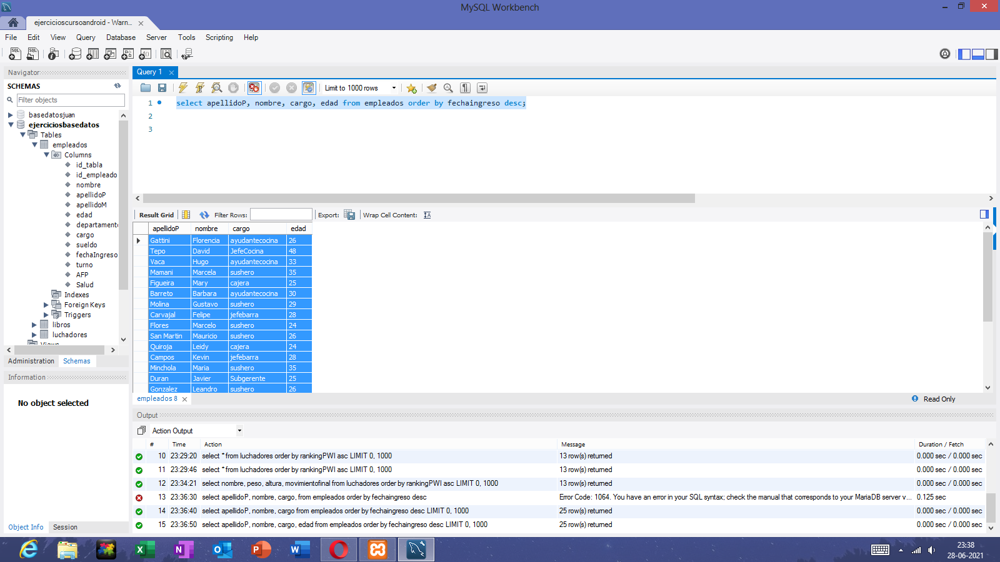 MySQL Workbench
ejercicioscursoandroid - Warn...
File Edit View Query Database Server Tools Scripting Help
Navigator
SCHEMAS
Filter objects
basedatosjuan
ejerciciosbasedatos
Tables
empleados
Columns
id_tabla
id_empleado
nombre
apellidoP
apellidoM
edad
departamento
cargo
sueldo
fechaIngreso
turno
AFP
Salud
Indexes
Foreign Keys
Triggers
libros
luchadores
Views
Administration Schemas
Information
No object selected
Object Info Session
Query 1
Limit to 1000 rows
1 select apellidoP, nombre, cargo, edad from empleados order by fechaingreso desc;
2
3
Result Grid Filter Rows: Export: Wrap Cell Content:
apellidoP nombre cargo edad
Gattini Florencia ayudantecocina 26
Tepo David JefeCocina 48
Vaca Hugo ayudantecocina 33
Mamani Marcela sushero 35
Figueira Mary cajera 25
Barreto Barbara ayudantecocina 30
Molina Gustavo sushero 29
Carvajal Felipe jefebarra 28
Flores Marcelo sushero 24
San Martin Mauricio sushero 26
Quiroja Leidy cajera 24
Campos Kevin jefebarra 28
Minchola Maria sushero 35
Duran Javier Subgerente 25
Gonzalez Leandro sushero 26
empleados 8
Read Only
Output
Action Output
# Time Action Message Duration / Fetch
10 23:29:20 select * from luchadores order by rankingPWI asc LIMIT 0, 1000 13 row(s) returned 0.000 sec / 0.000 sec
11 23:29:46 select * from luchadores order by rankingPWI asc LIMIT 0, 1000 13 row(s) returned 0.000 sec / 0.000 sec
12 23:34:21 select nombre, peso, altura, movimientofinal from luchadores order by rankingPWI asc LIMIT 0, 1000 13 row(s) returned 0.000 sec / 0.000 sec
13 23:36:30 select apellidoP, nombre, cargo, from empleados order by fechaingreso desc Error Code: 1064. You have an error in your SQL syntax; check the manual that corresponds to your MariaDB server v... 0.125 sec
14 23:36:40 select apellidoP, nombre, cargo from empleados order by fechaingreso desc LIMIT 0, 1000 25 row(s) returned 0.000 sec / 0.000 sec
15 23:36:50 select apellidoP, nombre, cargo, edad from empleados order by fechaingreso desc LIMIT 0, 1000 25 row(s) returned 0.000 sec / 0.000 sec
23:38
28-06-2021